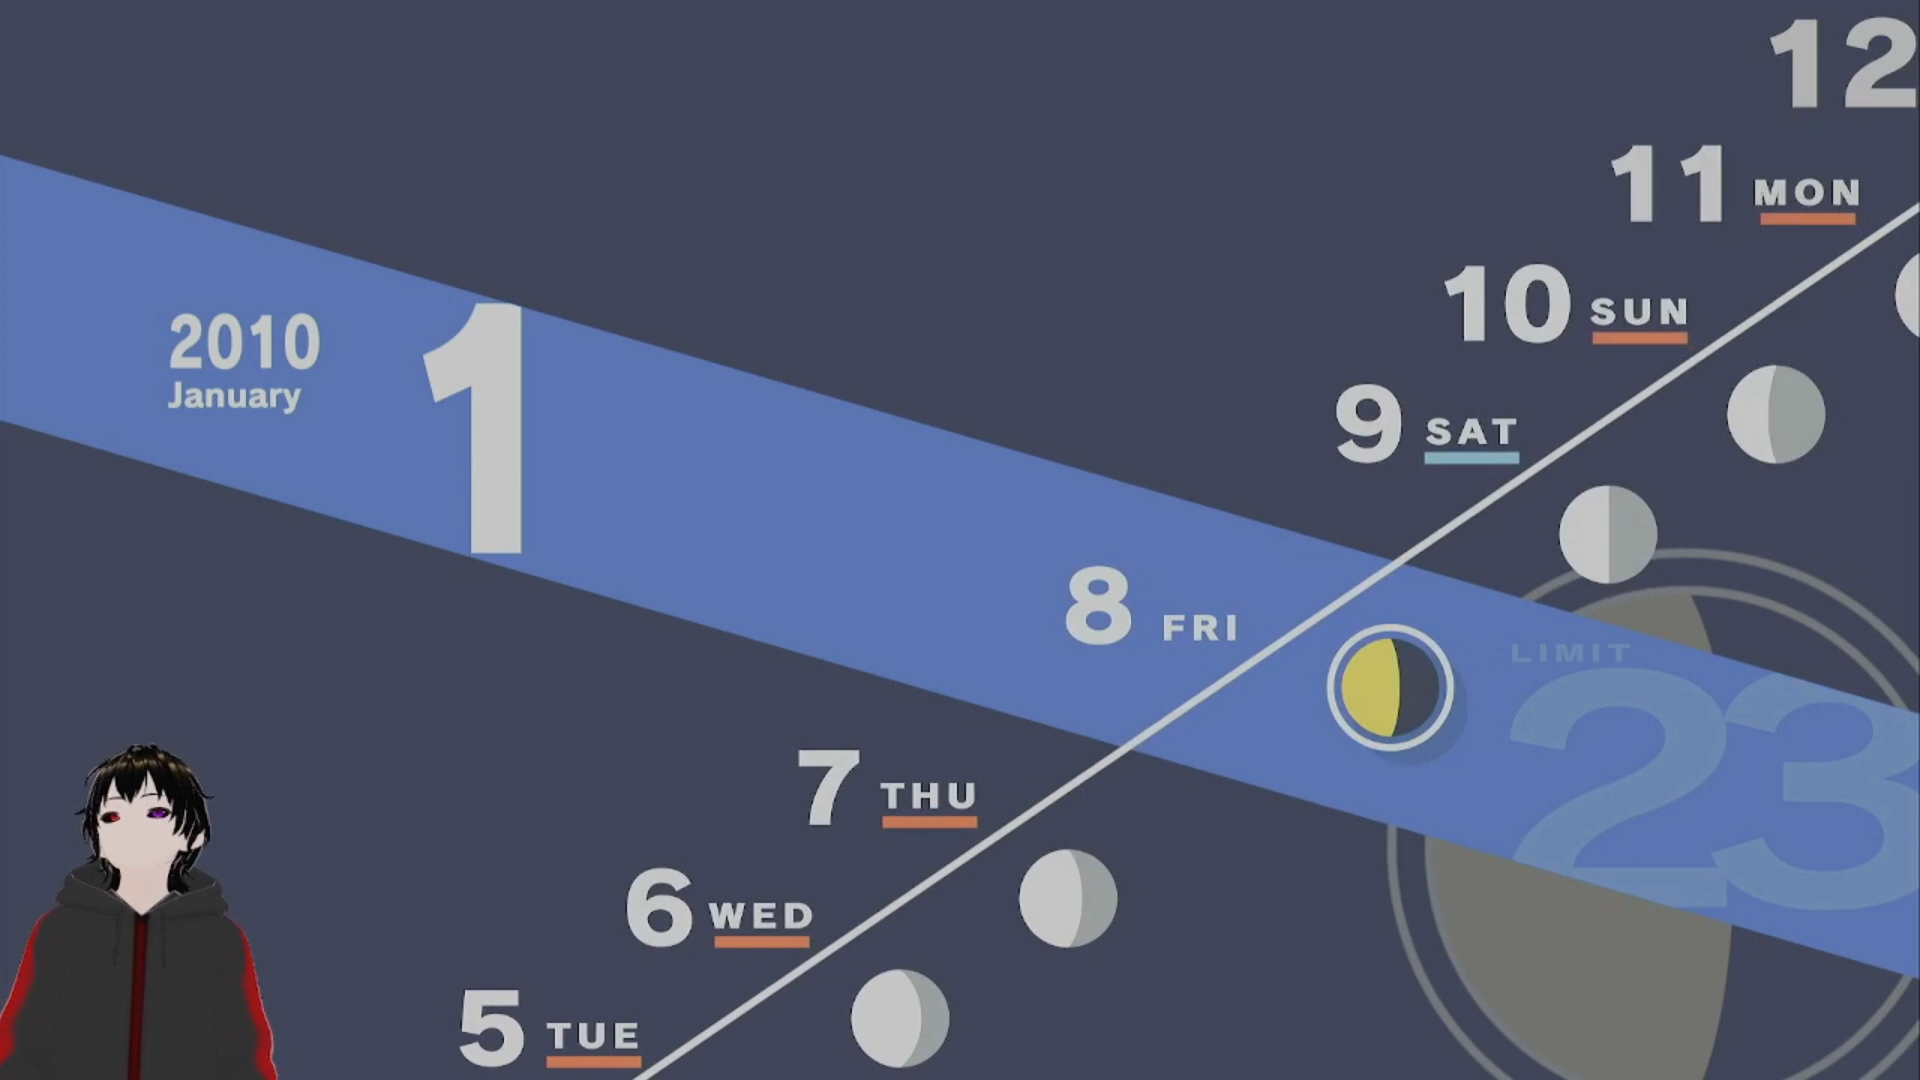 12
11 MON
10 SUN
9 SAT
2010
January
1
8 FRI
LIMIT
23
7 THU
6 WED
5 TUE